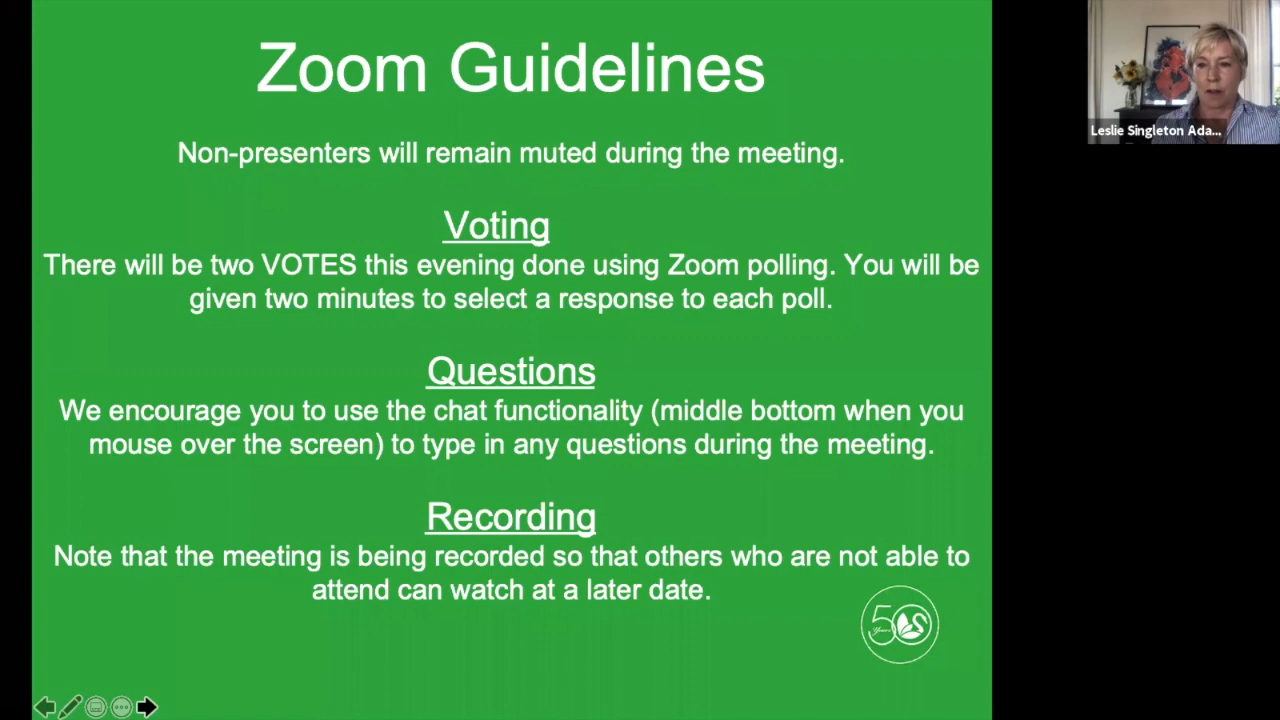 Zoom Guidelines
Leslie Singleton Ada...
Non-presenters will remain muted during the meeting.
Voting
There will be two VOTES this evening done using Zoom polling. You will be
given two minutes to select a response to each poll.
Questions
We encourage you to use the chat functionality (middle bottom when you
mouse over the screen) to type in any questions during the meeting.
Recording
Note that the meeting is being recorded so that others who are not able to
attend can watch at a later date.
50
Years